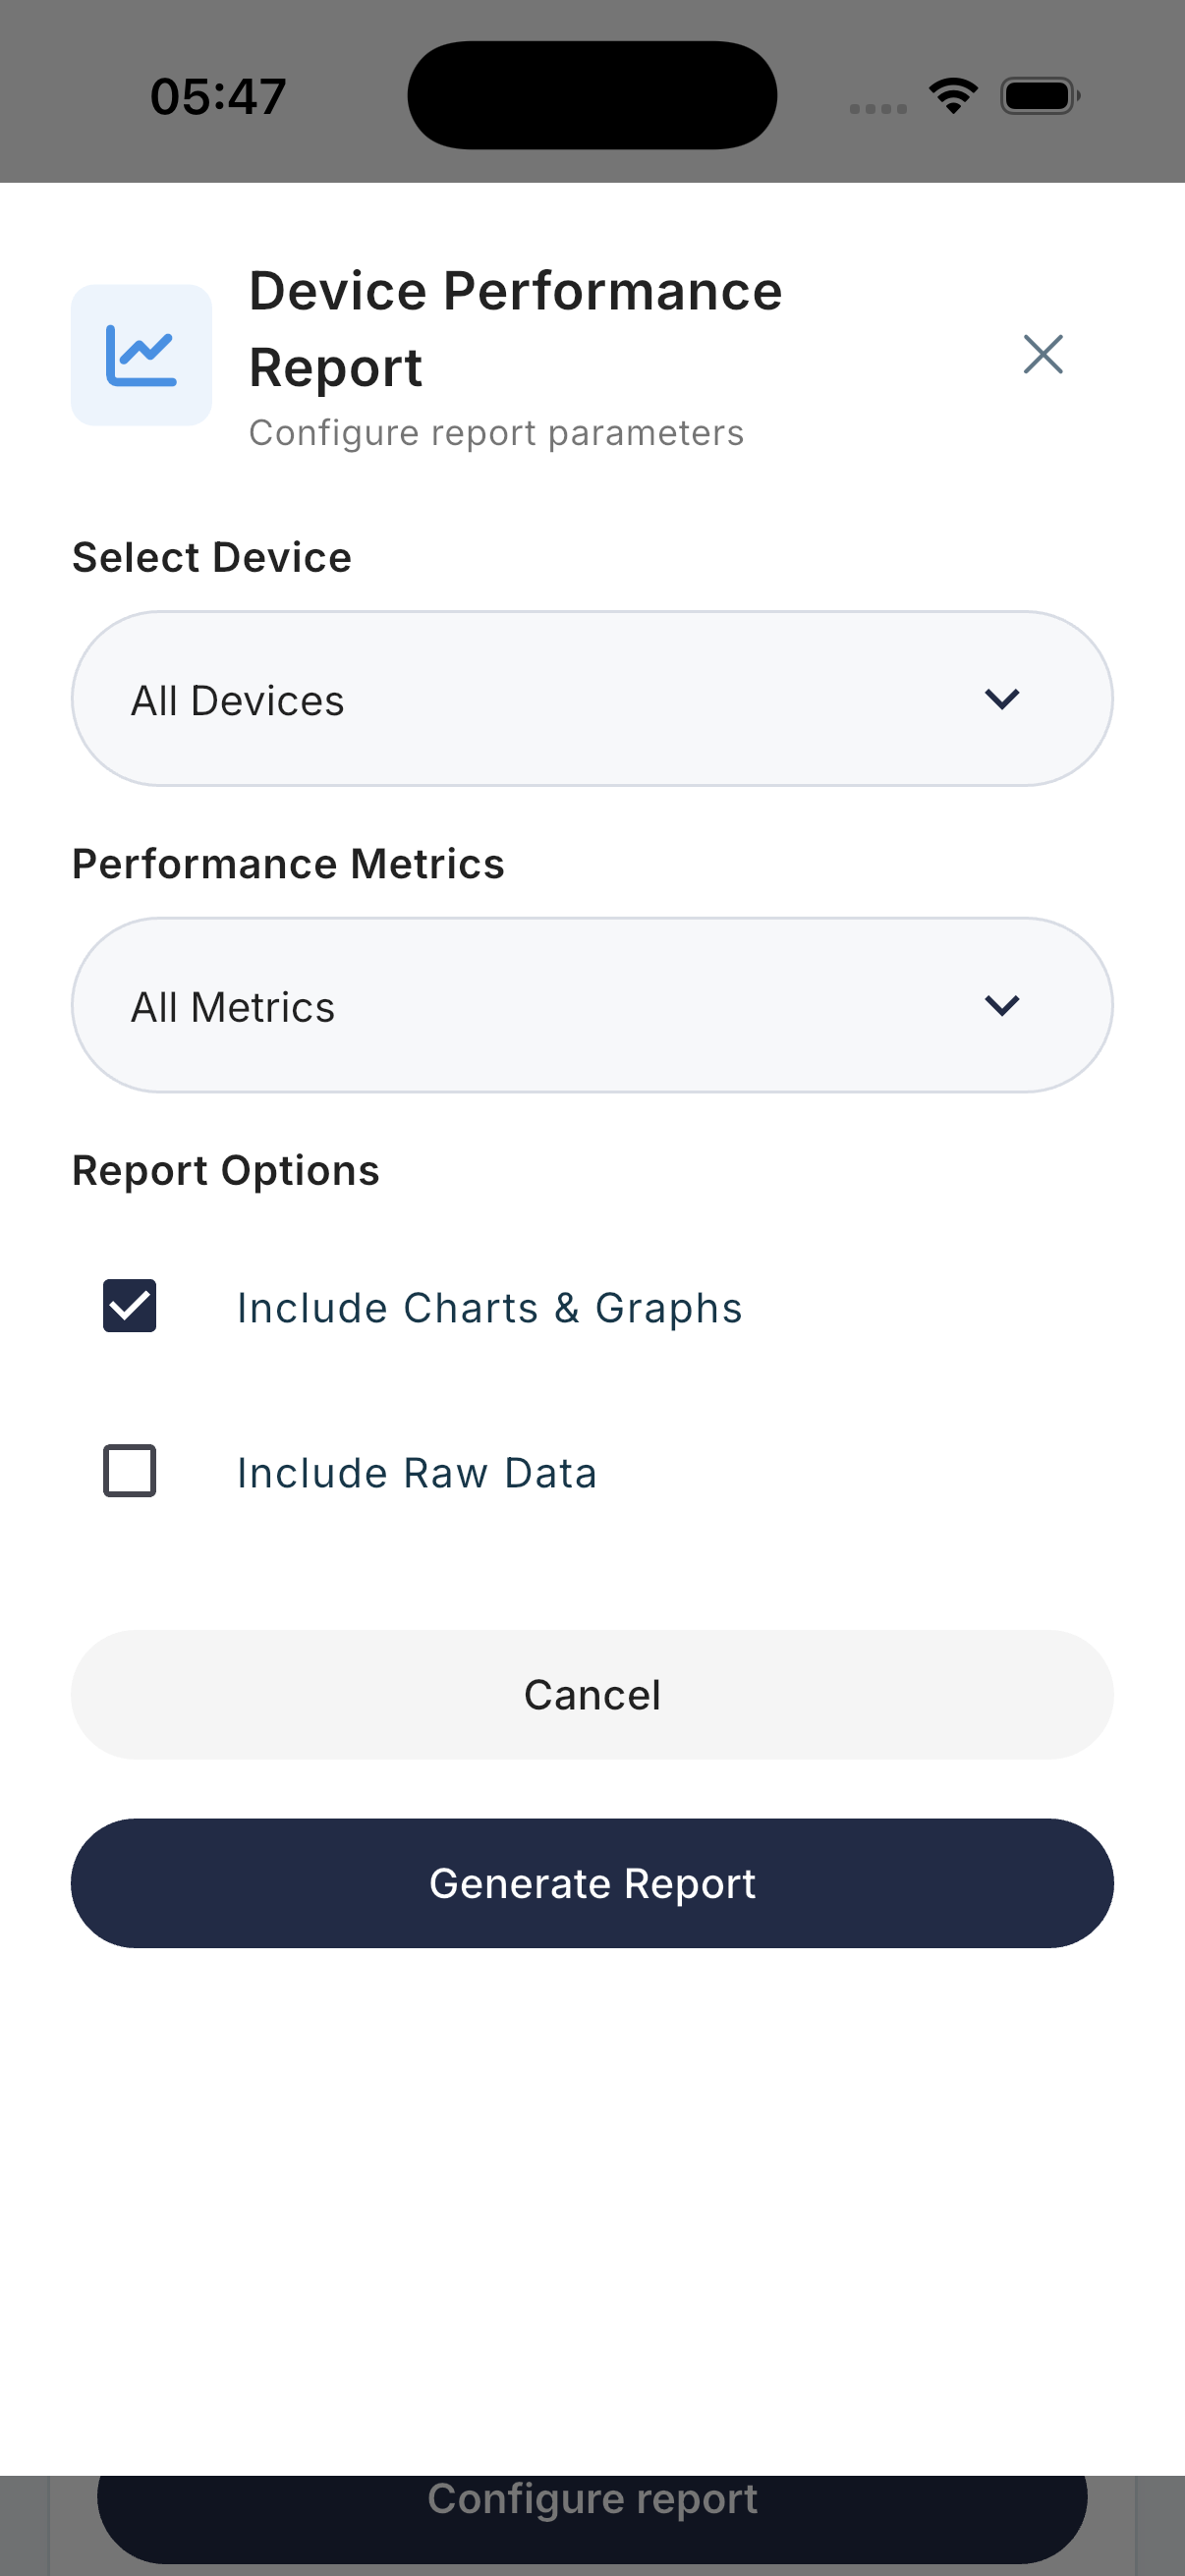 05:47
Device Performance
Report
Configure report parameters
Select Device
All Devices
Performance Metrics
All Metrics
Report Options
Include Charts & Graphs
Include Raw Data
Cancel
Generate Report
Configure report